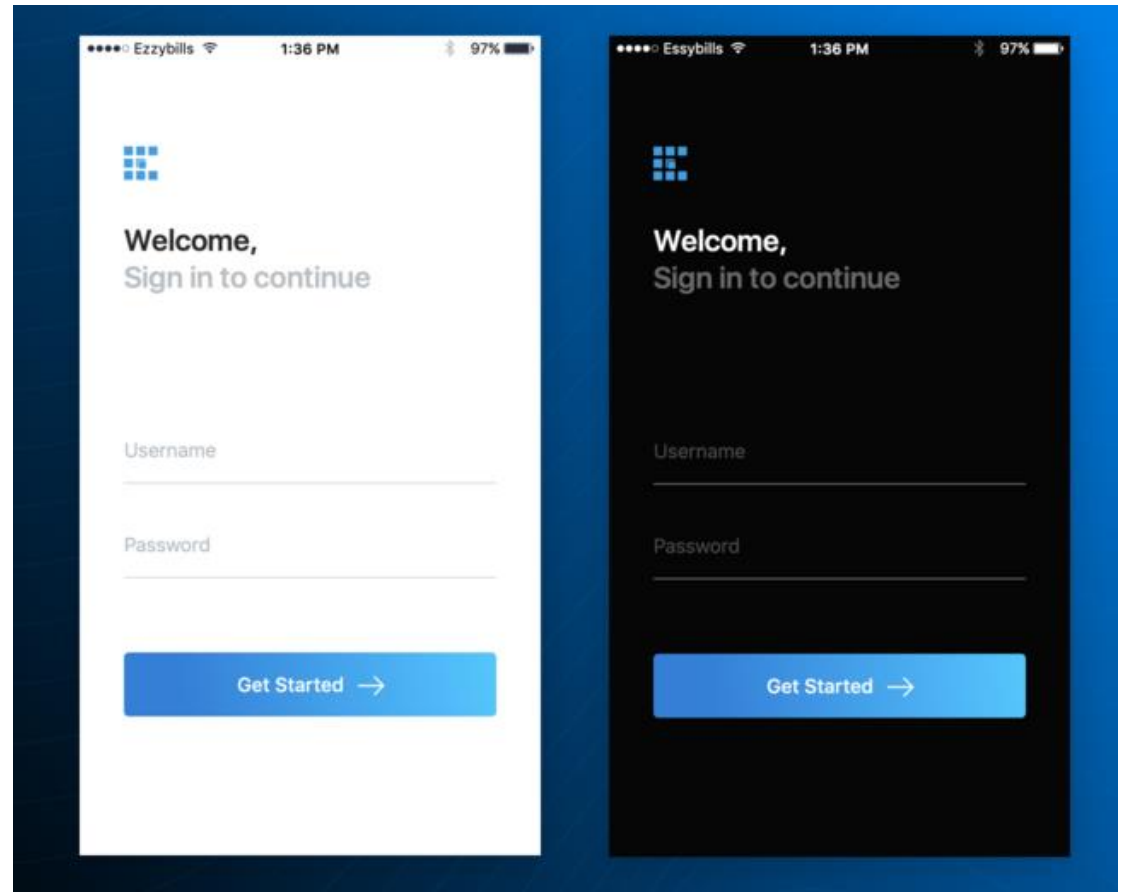 Ezzybills 1:36 PM 97%
Welcome,
Sign in to continue
Username
Password
Get Started →
Essybills 1:36 PM 97%
Welcome,
Sign in to continue
Username
Password
Get Started →